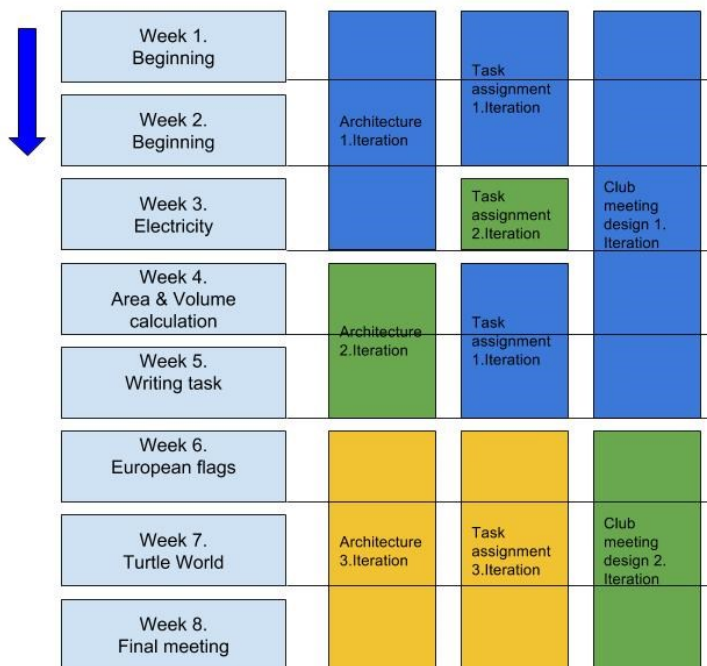 Week 1.
Beginning
Week 2.
Beginning
Week 3.
Electricity
Week 4.
Area & Volume
calculation
Week 5.
Writing task
Week 6.
European flags
Week 7.
Turtle World
Week 8.
Final meeting
Architecture
1.Iteration
Architecture
2.Iteration
Architecture
3.Iteration
Task
assignment
1.Iteration
Task
assignment
2.Iteration
Task
assignment
1.Iteration
Task
assignment
3.Iteration
Club
meeting
design 1.
Iteration
Club
meeting
design 2.
Iteration